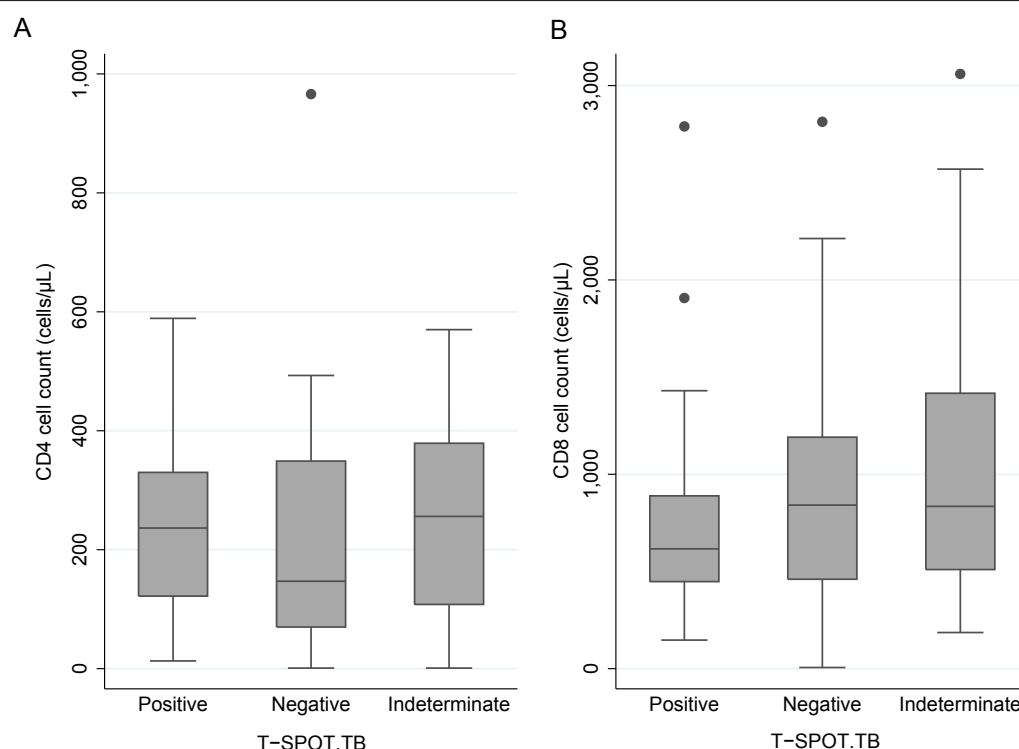 A
CD4 cell count (cells/µL)
1,000
800
600
400
200
0
Positive Negative Indeterminate
T−SPOT.TB
B
CD8 cell count (cells/µL)
3,000
2,000
1,000
0
Positive Negative Indeterminate
T−SPOT.TB